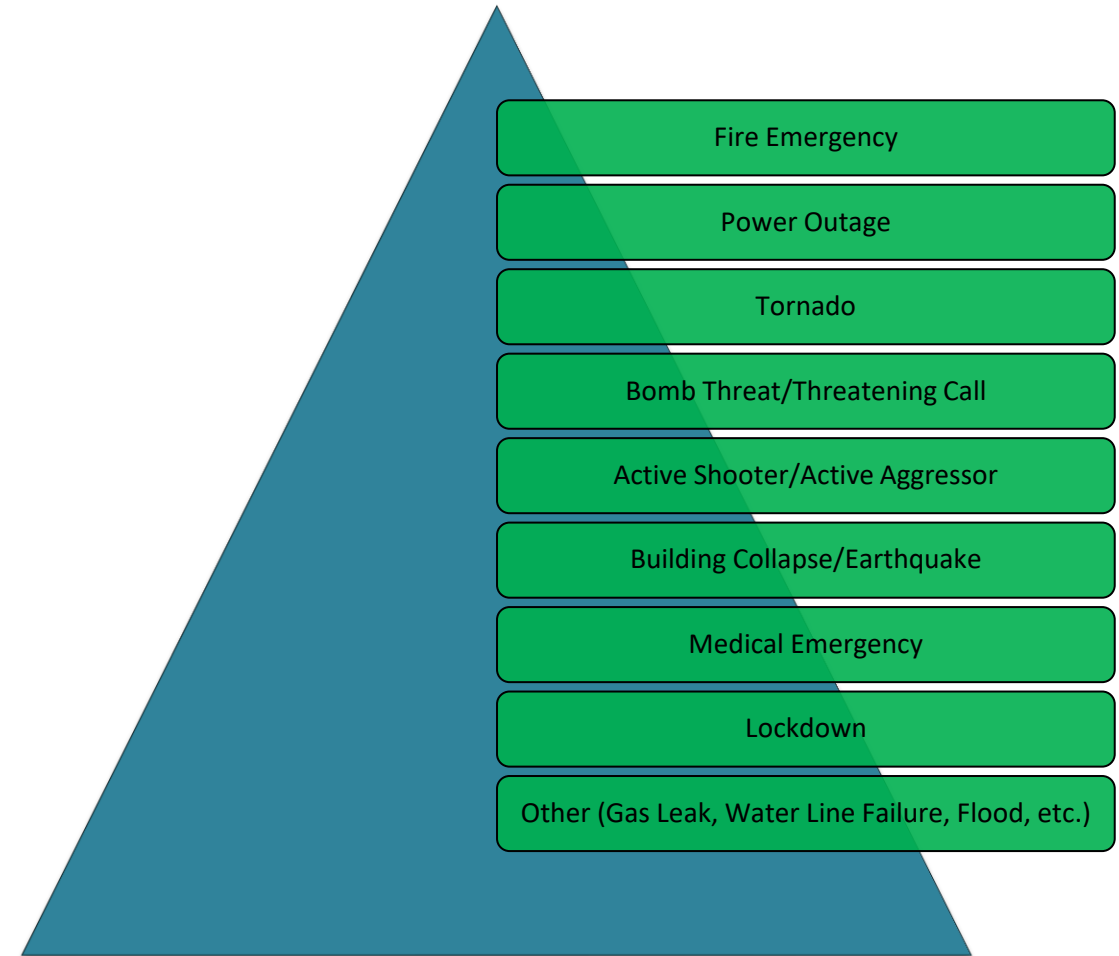 Fire Emergency
Power Outage
Tornado
Bomb Threat/Threatening Call
Active Shooter/Active Aggressor
Building Collapse/Earthquake
Medical Emergency
Lockdown
Other (Gas Leak, Water Line Failure, Flood, etc.)